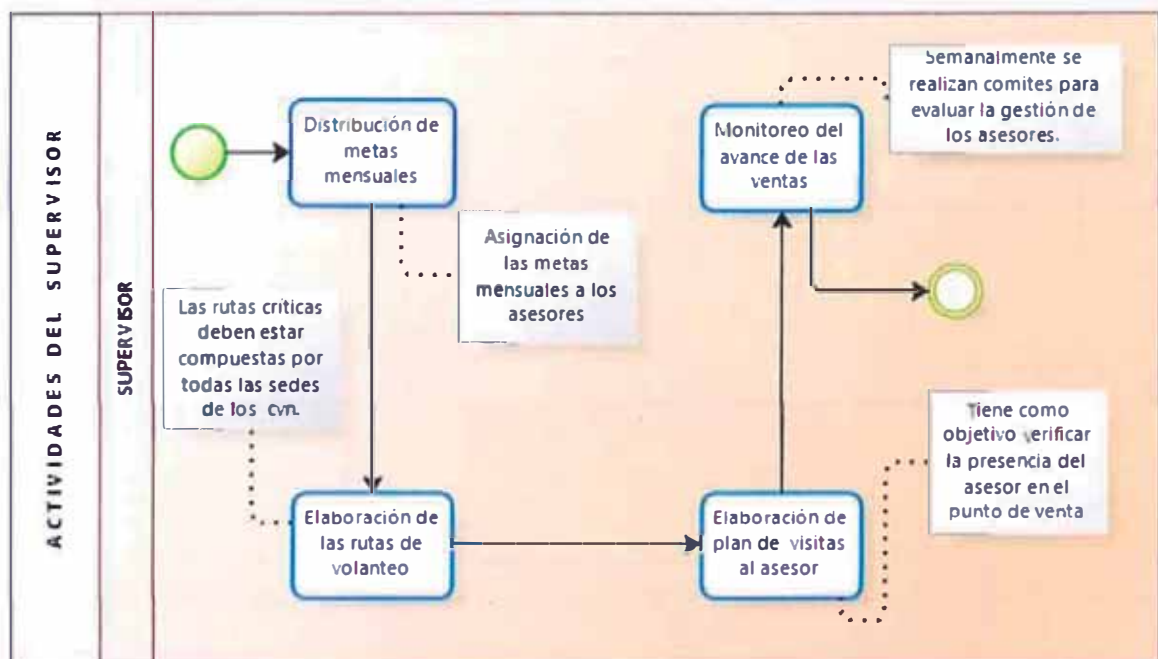 ACTIVIDADES DEL SUPERVISOR
SUPERVISOR
Distribución de
metas
mensuales
Asignación de
las metas
mensuales a los
asesores
Las rutas críticas
deben estar
compuestas por
todas las sedes
de los cvn.
Elaboración de
las rutas de
volanteo
Elaboración de
plan de visitas
al asesor
Tiene como
objetivo verificar
la presencia del
asesor en el
punto de venta
Monitoreo del
avance de las
ventas
Semanalmente se
realizan comites para
evaluar la gestión de
los asesores.